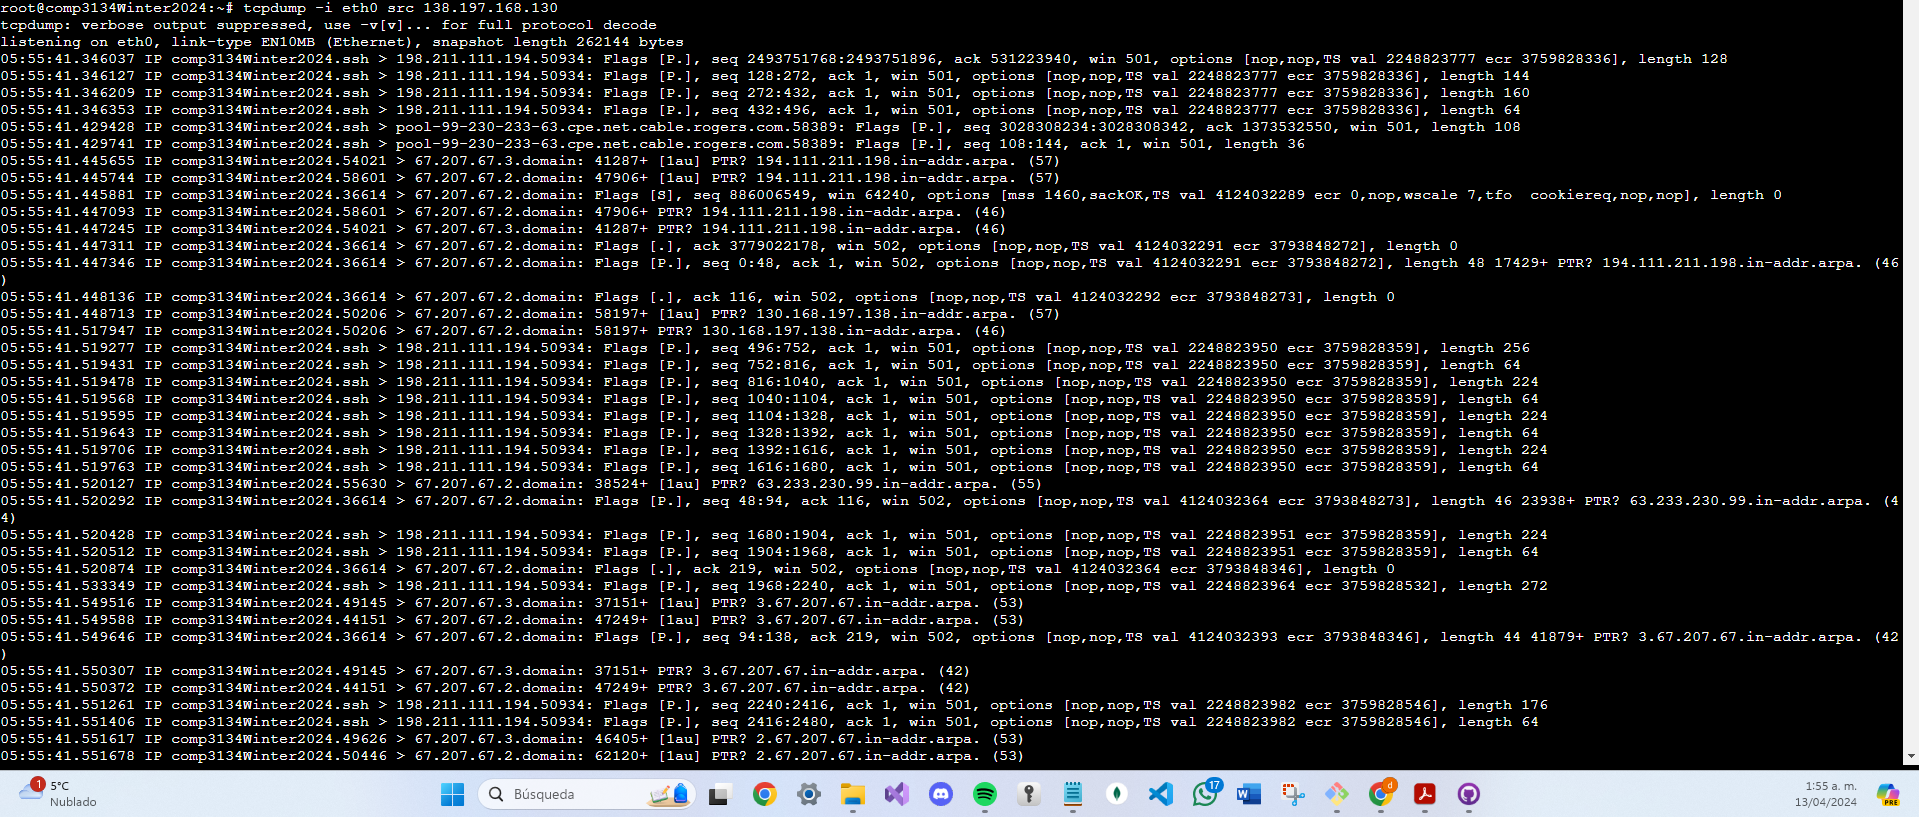 root@comp3134Winter2024:~# tcpdump -i eth0 src 138.197.168.130
tcpdump: verbose output suppressed, use -v[v]... for full protocol decode
listening on eth0, link-type EN10MB (Ethernet), snapshot length 262144 bytes
05:55:41.346037 IP comp3134Winter2024.ssh > 198.211.111.194.50934: Flags [P.], seq 2493751768:2493751896, ack 531223940, win 501, options [nop,nop,TS val 2248823777 ecr 3759828336], length 128
05:55:41.346127 IP comp3134Winter2024.ssh > 198.211.111.194.50934: Flags [P.], seq 128:272, ack 1, win 501, options [nop,nop,TS val 2248823777 ecr 3759828336], length 144
05:55:41.346209 IP comp3134Winter2024.ssh > 198.211.111.194.50934: Flags [P.], seq 272:432, ack 1, win 501, options [nop,nop,TS val 2248823777 ecr 3759828336], length 160
05:55:41.346353 IP comp3134Winter2024.ssh > 198.211.111.194.50934: Flags [P.], seq 432:496, ack 1, win 501, options [nop,nop,TS val 2248823777 ecr 3759828336], length 64
05:55:41.429428 IP comp3134Winter2024.ssh > pool-99-230-233-63.cpe.net.cable.rogers.com.58389: Flags [P.], seq 3028308234:3028308342, ack 1373532550, win 501, length 108
05:55:41.429741 IP comp3134Winter2024.ssh > pool-99-230-233-63.cpe.net.cable.rogers.com.58389: Flags [P.], seq 108:144, ack 1, win 501, length 36
05:55:41.445655 IP comp3134Winter2024.54021 > 67.207.67.3.domain: 41287+ [1au] PTR? 194.111.211.198.in-addr.arpa. (57)
05:55:41.445744 IP comp3134Winter2024.58601 > 67.207.67.2.domain: 47906+ [1au] PTR? 194.111.211.198.in-addr.arpa. (57)
05:55:41.445881 IP comp3134Winter2024.36614 > 67.207.67.2.domain: Flags [S], seq 886006549, win 64240, options [mss 1460,sackOK,TS val 4124032289 ecr 0,nop,wscale 7,tfo  cookiereq,nop,nop], length 0
05:55:41.447093 IP comp3134Winter2024.58601 > 67.207.67.2.domain: 47906+ PTR? 194.111.211.198.in-addr.arpa. (46)
05:55:41.447245 IP comp3134Winter2024.54021 > 67.207.67.3.domain: 41287+ PTR? 194.111.211.198.in-addr.arpa. (46)
05:55:41.447311 IP comp3134Winter2024.36614 > 67.207.67.2.domain: Flags [.], ack 3779022178, win 502, options [nop,nop,TS val 4124032291 ecr 3793848272], length 0
05:55:41.447346 IP comp3134Winter2024.36614 > 67.207.67.2.domain: Flags [P.], seq 0:48, ack 1, win 502, options [nop,nop,TS val 4124032291 ecr 3793848272], length 48 17429+ PTR? 194.111.211.198.in-addr.arpa. (46
)
05:55:41.448136 IP comp3134Winter2024.36614 > 67.207.67.2.domain: Flags [.], ack 116, win 502, options [nop,nop,TS val 4124032292 ecr 3793848273], length 0
05:55:41.448713 IP comp3134Winter2024.50206 > 67.207.67.2.domain: 58197+ [1au] PTR? 130.168.197.138.in-addr.arpa. (57)
05:55:41.517947 IP comp3134Winter2024.50206 > 67.207.67.2.domain: 58197+ PTR? 130.168.197.138.in-addr.arpa. (46)
05:55:41.519277 IP comp3134Winter2024.ssh > 198.211.111.194.50934: Flags [P.], seq 496:752, ack 1, win 501, options [nop,nop,TS val 2248823950 ecr 3759828359], length 256
05:55:41.519431 IP comp3134Winter2024.ssh > 198.211.111.194.50934: Flags [P.], seq 752:816, ack 1, win 501, options [nop,nop,TS val 2248823950 ecr 3759828359], length 64
05:55:41.519478 IP comp3134Winter2024.ssh > 198.211.111.194.50934: Flags [P.], seq 816:1040, ack 1, win 501, options [nop,nop,TS val 2248823950 ecr 3759828359], length 224
05:55:41.519568 IP comp3134Winter2024.ssh > 198.211.111.194.50934: Flags [P.], seq 1040:1104, ack 1, win 501, options [nop,nop,TS val 2248823950 ecr 3759828359], length 64
05:55:41.519595 IP comp3134Winter2024.ssh > 198.211.111.194.50934: Flags [P.], seq 1104:1328, ack 1, win 501, options [nop,nop,TS val 2248823950 ecr 3759828359], length 224
05:55:41.519643 IP comp3134Winter2024.ssh > 198.211.111.194.50934: Flags [P.], seq 1328:1392, ack 1, win 501, options [nop,nop,TS val 2248823950 ecr 3759828359], length 64
05:55:41.519706 IP comp3134Winter2024.ssh > 198.211.111.194.50934: Flags [P.], seq 1392:1616, ack 1, win 501, options [nop,nop,TS val 2248823950 ecr 3759828359], length 224
05:55:41.519763 IP comp3134Winter2024.ssh > 198.211.111.194.50934: Flags [P.], seq 1616:1680, ack 1, win 501, options [nop,nop,TS val 2248823950 ecr 3759828359], length 64
05:55:41.520127 IP comp3134Winter2024.55630 > 67.207.67.2.domain: 38524+ [1au] PTR? 63.233.230.99.in-addr.arpa. (55)
05:55:41.520292 IP comp3134Winter2024.36614 > 67.207.67.2.domain: Flags [P.], seq 48:94, ack 116, win 502, options [nop,nop,TS val 4124032364 ecr 3793848273], length 46 23938+ PTR? 63.233.230.99.in-addr.arpa. (4
4)
05:55:41.520428 IP comp3134Winter2024.ssh > 198.211.111.194.50934: Flags [P.], seq 1680:1904, ack 1, win 501, options [nop,nop,TS val 2248823951 ecr 3759828359], length 224
05:55:41.520512 IP comp3134Winter2024.ssh > 198.211.111.194.50934: Flags [P.], seq 1904:1968, ack 1, win 501, options [nop,nop,TS val 2248823951 ecr 3759828359], length 64
05:55:41.520874 IP comp3134Winter2024.36614 > 67.207.67.2.domain: Flags [.], ack 219, win 502, options [nop,nop,TS val 4124032364 ecr 3793848346], length 0
05:55:41.533349 IP comp3134Winter2024.ssh > 198.211.111.194.50934: Flags [P.], seq 1968:2240, ack 1, win 501, options [nop,nop,TS val 2248823964 ecr 3759828532], length 272
05:55:41.549516 IP comp3134Winter2024.49145 > 67.207.67.3.domain: 37151+ [1au] PTR? 3.67.207.67.in-addr.arpa. (53)
05:55:41.549588 IP comp3134Winter2024.44151 > 67.207.67.2.domain: 47249+ [1au] PTR? 3.67.207.67.in-addr.arpa. (53)
05:55:41.549646 IP comp3134Winter2024.36614 > 67.207.67.2.domain: Flags [P.], seq 94:138, ack 219, win 502, options [nop,nop,TS val 4124032393 ecr 3793848346], length 44 41879+ PTR? 3.67.207.67.in-addr.arpa. (42
)
05:55:41.550307 IP comp3134Winter2024.49145 > 67.207.67.3.domain: 37151+ PTR? 3.67.207.67.in-addr.arpa. (42)
05:55:41.550372 IP comp3134Winter2024.44151 > 67.207.67.2.domain: 47249+ PTR? 3.67.207.67.in-addr.arpa. (42)
05:55:41.551261 IP comp3134Winter2024.ssh > 198.211.111.194.50934: Flags [P.], seq 2240:2416, ack 1, win 501, options [nop,nop,TS val 2248823982 ecr 3759828546], length 176
05:55:41.551406 IP comp3134Winter2024.ssh > 198.211.111.194.50934: Flags [P.], seq 2416:2480, ack 1, win 501, options [nop,nop,TS val 2248823982 ecr 3759828546], length 64
05:55:41.551617 IP comp3134Winter2024.49626 > 67.207.67.3.domain: 46405+ [1au] PTR? 2.67.207.67.in-addr.arpa. (53)
05:55:41.551678 IP comp3134Winter2024.50446 > 67.207.67.2.domain: 62120+ [1au] PTR? 2.67.207.67.in-addr.arpa. (53)
1
5°C
Nublado
Búsqueda
17
d
PRE
1:55 a. m.
13/04/2024